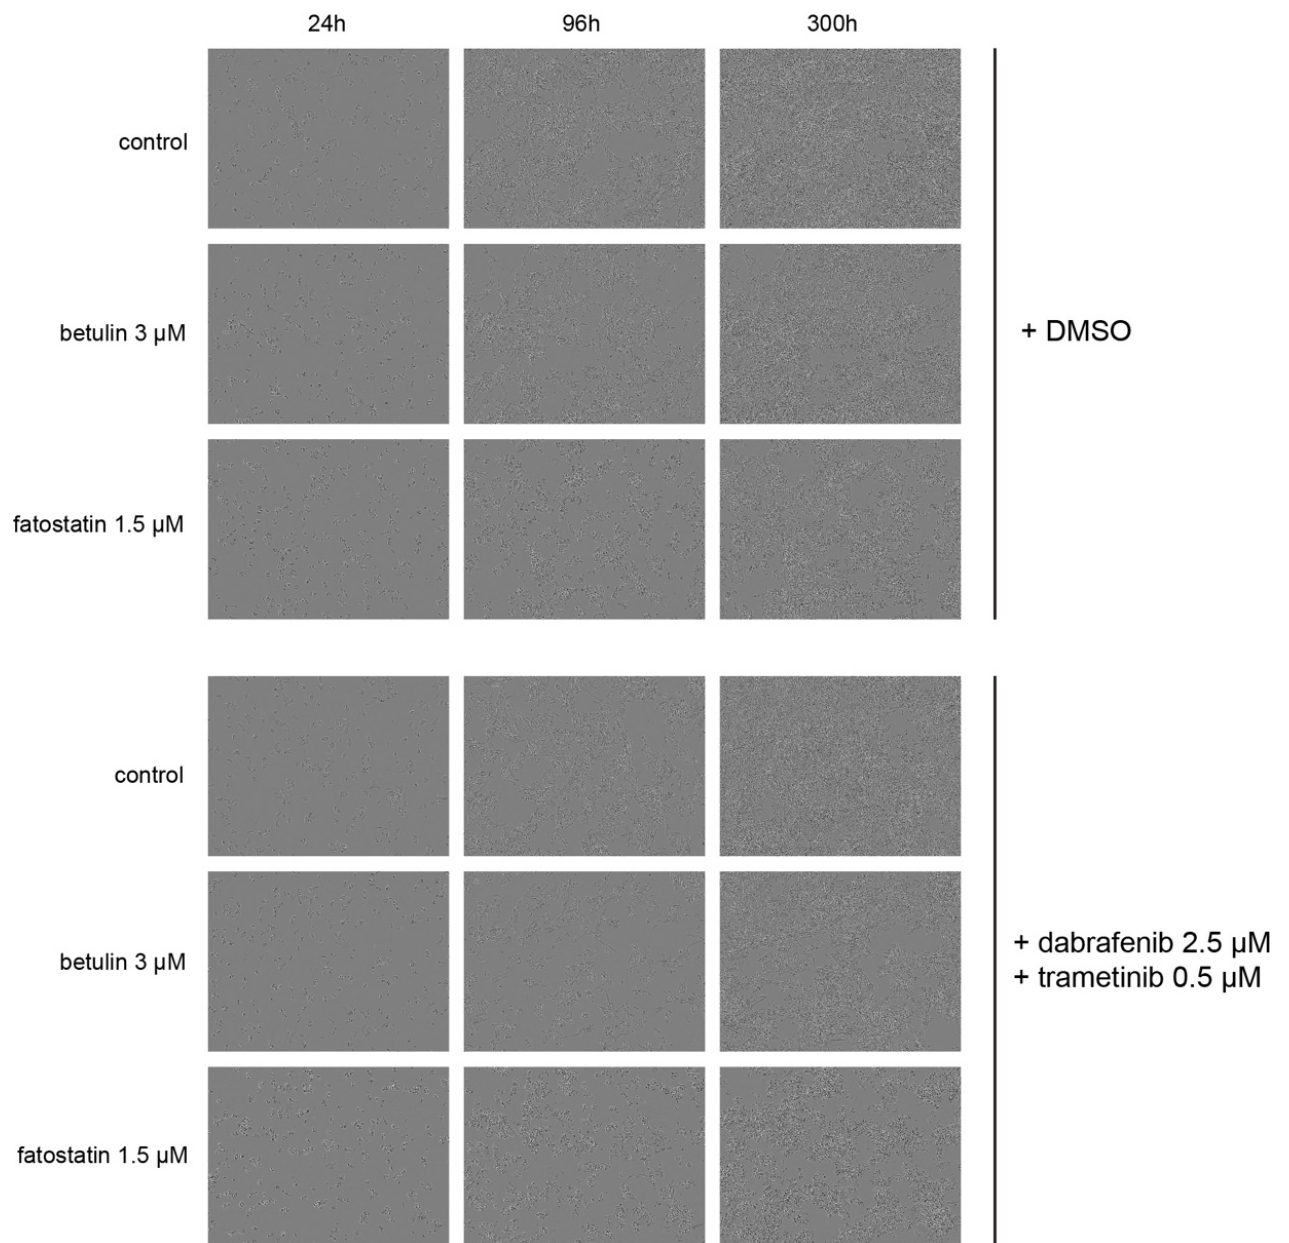 24h 96h 300h
control
betulin 3 µM
fatostatin 1.5 µM
+ DMSO
control
betulin 3 µM
fatostatin 1.5 µM
+ dabrafenib 2.5 µM
+ trametinib 0.5 µM